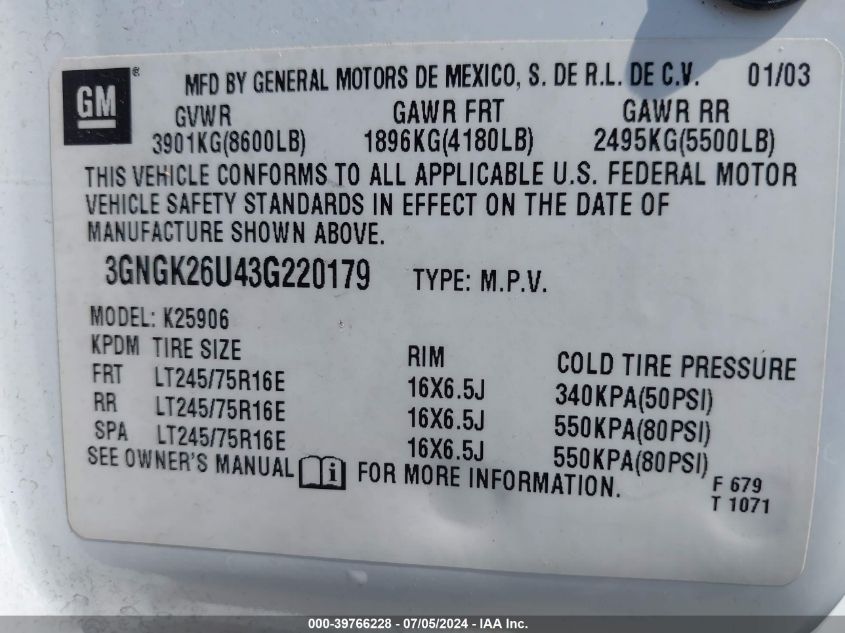 GM ® MFD BY GENERAL MOTORS DE MEXICO, S. DE R.L. DE C.V. 01/03
GVWR GAWR FRT GAWR RR
3901KG(8600LB) 1896KG(4180LB) 2495KG(5500LB)
THIS VEHICLE CONFORMS TO ALL APPLICABLE U.S. FEDERAL MOTOR
VEHICLE SAFETY STANDARDS IN EFFECT ON THE DATE OF
MANUFACTURE SHOWN ABOVE.
3GNGK26U43G220179 TYPE: M.P.V.
MODEL: K25906
KPDM TIRE SIZE RIM COLD TIRE PRESSURE
FRT LT245/75R16E 16X6.5J 340KPA(50PSI)
RR LT245/75R16E 16X6.5J 550KPA(80PSI)
SPA LT245/75R16E 16X6.5J 550KPA(80PSI)
SEE OWNER'S MANUAL i FOR MORE INFORMATION.
F 679
T 1071
000-39766228 - 07/05/2024 - IAA Inc.